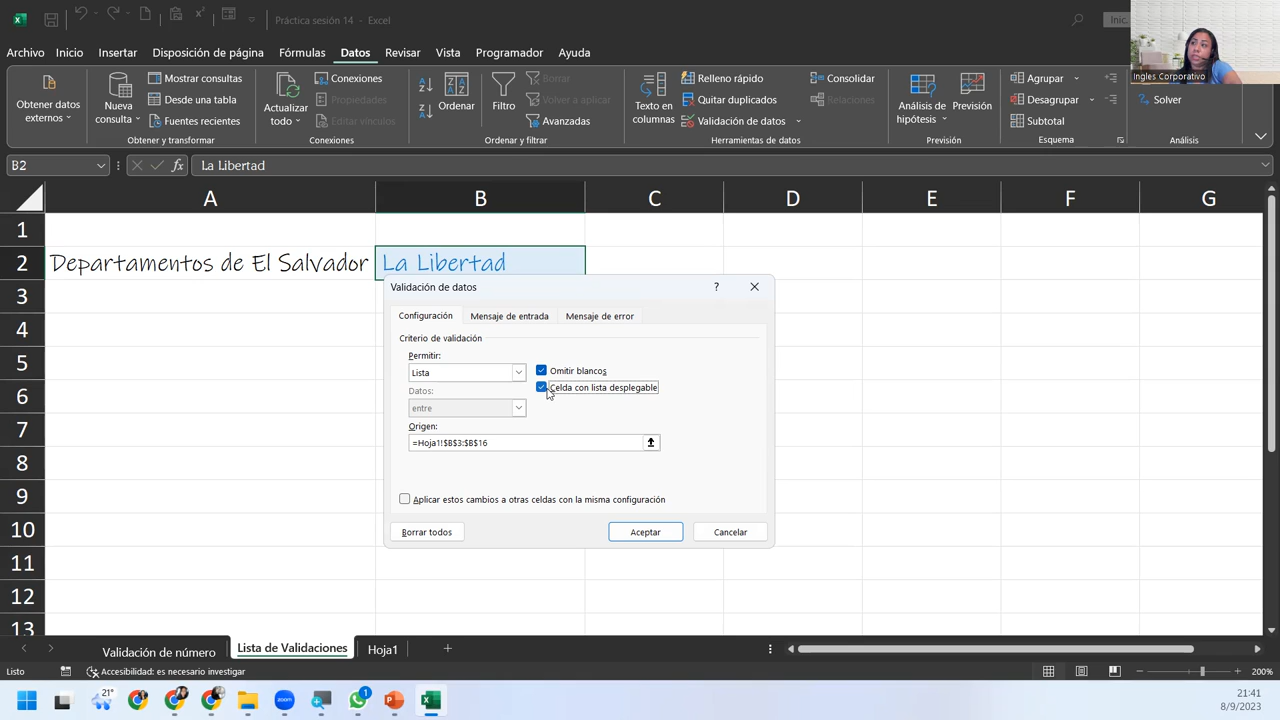 Práctica sesión 14 - Excel
Inic
Archivo Inicio Insertar Disposición de página Fórmulas Datos Revisar Vista Programador Ayuda
Obtener datos externos
Nueva consulta
Mostrar consultas
Desde una tabla
Fuentes recientes
Obtener y transformar
Actualizar todo
Conexiones
Propiedades
Editar vínculos
Conexiones
Ordenar
Filtro
Borrar
Volver a aplicar
Avanzadas
Ordenar y filtrar
Texto en columnas
Relleno rápido
Quitar duplicados
Validación de datos
Consolidar
Relaciones
Herramientas de datos
Análisis de hipótesis
Previsión
Previsión
Agrupar
Desagrupar
Subtotal
Esquema
Solver
Análisis
Ingles Corporativo
B2 fx La Libertad
A B C D E F G
1
2 Departamentos de El Salvador La Libertad
3
4
5
6
7
8
9
10
11
12
13
Validación de datos ?
Configuración Mensaje de entrada Mensaje de error
Criterio de validación
Permitir:
Lista
Omitir blancos
Celda con lista desplegable
Datos:
entre
Origen:
=Hoja1!$B$3:$B$16
Aplicar estos cambios a otras celdas con la misma configuración
Borrar todos Aceptar Cancelar
Validación de número Lista de Validaciones Hoja1
Listo Accesibilidad: es necesario investigar 200%
21° zoom 1
21:41
8/9/2023